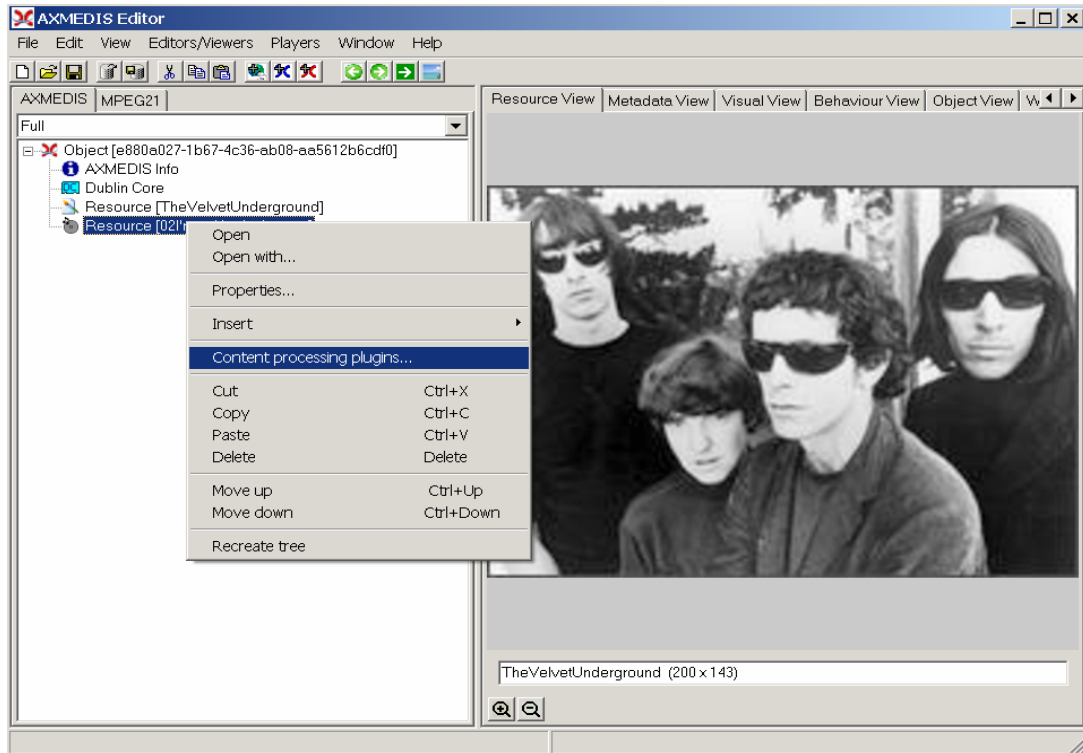 AXMEDIS Editor
File Edit View Editors/Viewers Players Window Help
AXMEDIS MPEG21
Resource View Metadata View Visual View Behaviour View Object View
Full
Object [e880a027-1b67-4c36-ab08-aa5612b6cdf0]
AXMEDIS Info
Dublin Core
Resource [TheVelvetUnderground]
Resource [02I'
Open
Open with...
Properties...
Insert
Content processing plugins...
Cut Ctrl+X
Copy Ctrl+C
Paste Ctrl+V
Delete Delete
Move up Ctrl+Up
Move down Ctrl+Down
Recreate tree
TheVelvetUnderground (200 x 143)